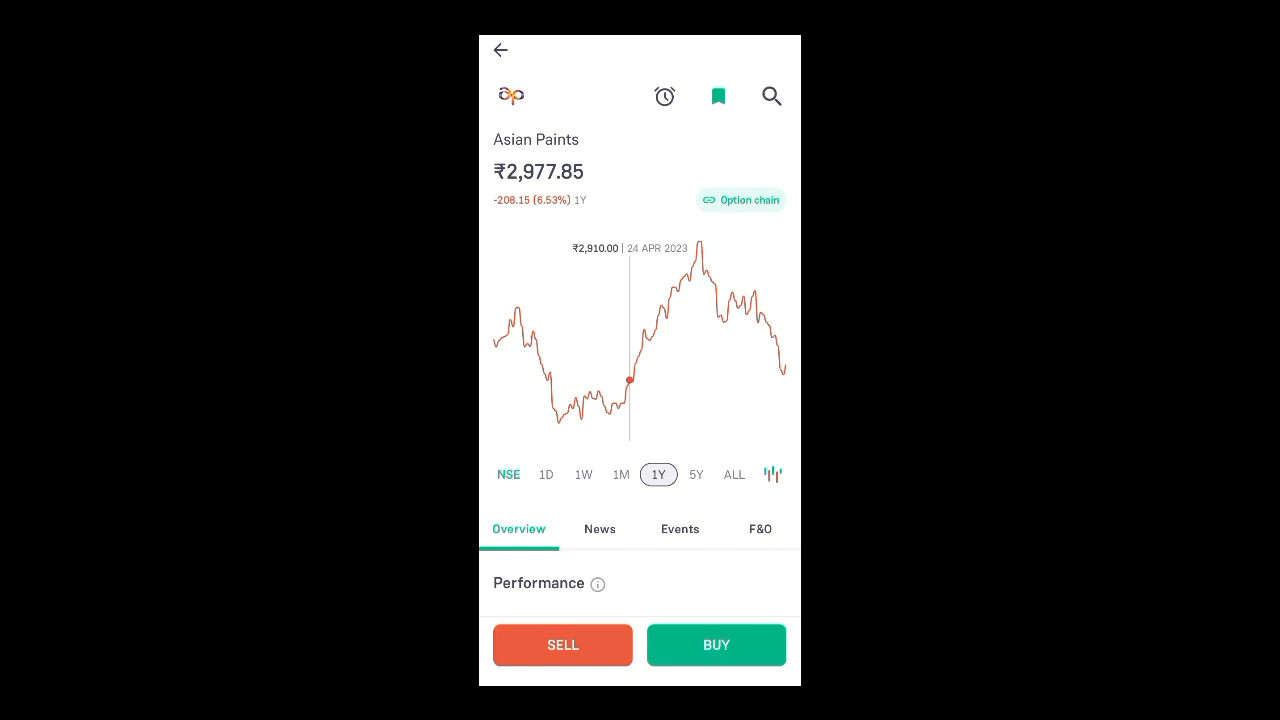 Asian Paints
₹2,977.85
-208.15 (6.53%) 1Y
Option chain
₹2,910.00 | 24 APR 2023
NSE 1D 1W 1M 1Y 5Y ALL
Overview News Events F&O
Performance
SELL BUY